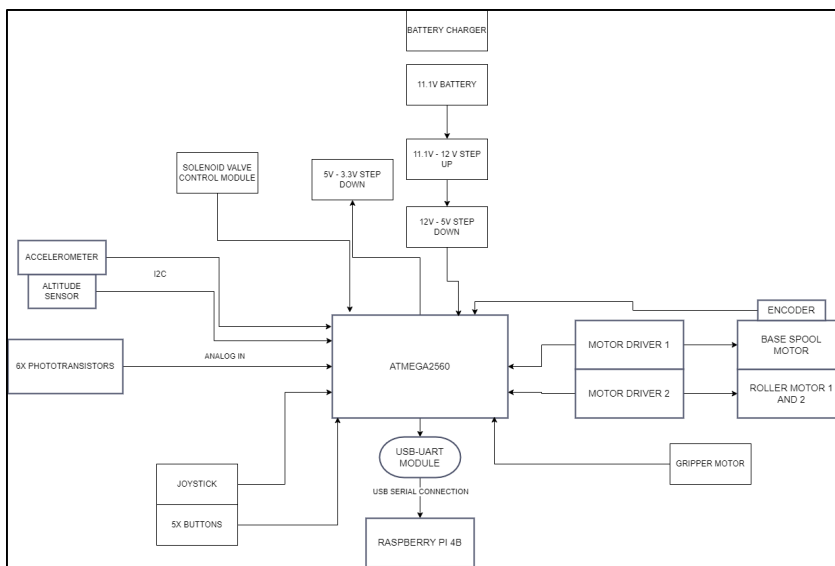 BATTERY CHARGER
11.1V BATTERY
11.1V - 12 V STEP
UP
12V - 5V STEP
DOWN
5V - 3.3V STEP
DOWN
SOLENOID VALVE
CONTROL MODULE
ACCELEROMETER
I2C
ALTITUDE
SENSOR
6X PHOTOTRANSISTORS
ANALOG IN
ATMEGA2560
ENCODER
MOTOR DRIVER 1
BASE SPOOL
MOTOR
MOTOR DRIVER 2
ROLLER MOTOR 1
AND 2
GRIPPER MOTOR
JOYSTICK
5X BUTTONS
USB-UART
MODULE
USB SERIAL CONNECTION
RASPBERRY PI 4B